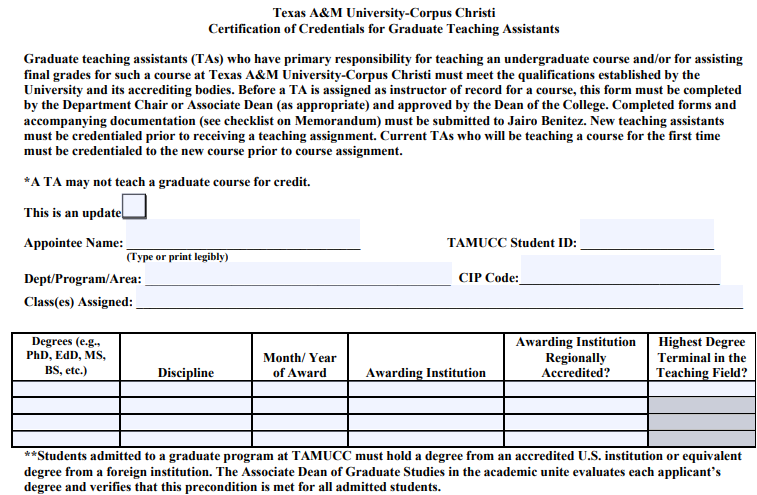 Texas A&M University-Corpus Christi
Certification of Credentials for Graduate Teaching Assistants
Graduate teaching assistants (TAs) who have primary responsibility for teaching an undergraduate course and/or for assisting
final grades for such a course at Texas A&M University-Corpus Christi must meet the qualifications established by the
University and its accrediting bodies. Before a TA is assigned as instructor of record for a course, this form must be completed
by the Department Chair or Associate Dean (as appropriate) and approved by the Dean of the College. Completed forms and
accompanying documentation (see checklist on Memorandum) must be submitted to Jairo Benitez. New teaching assistants
must be credentialed prior to receiving a teaching assignment. Current TAs who will be teaching a course for the first time
must be credentialed to the new course prior to course assignment.
*A TA may not teach a graduate course for credit.
This is an update
Appointee Name: TAMUCC Student ID:
(Type or print legibly)
Dept/Program/Area: CIP Code:
Class(es) Assigned:
Degrees (e.g.,
PhD, EdD, MS,
BS, etc.)
Discipline
Month/ Year
of Award
Awarding Institution
Awarding Institution
Regionally
Accredited?
Highest Degree
Terminal in the
Teaching Field?
**Students admitted to a graduate program at TAMUCC must hold a degree from an accredited U.S. institution or equivalent
degree from a foreign institution. The Associate Dean of Graduate Studies in the academic unite evaluates each applicant's
degree and verifies that this precondition is met for all admitted students.